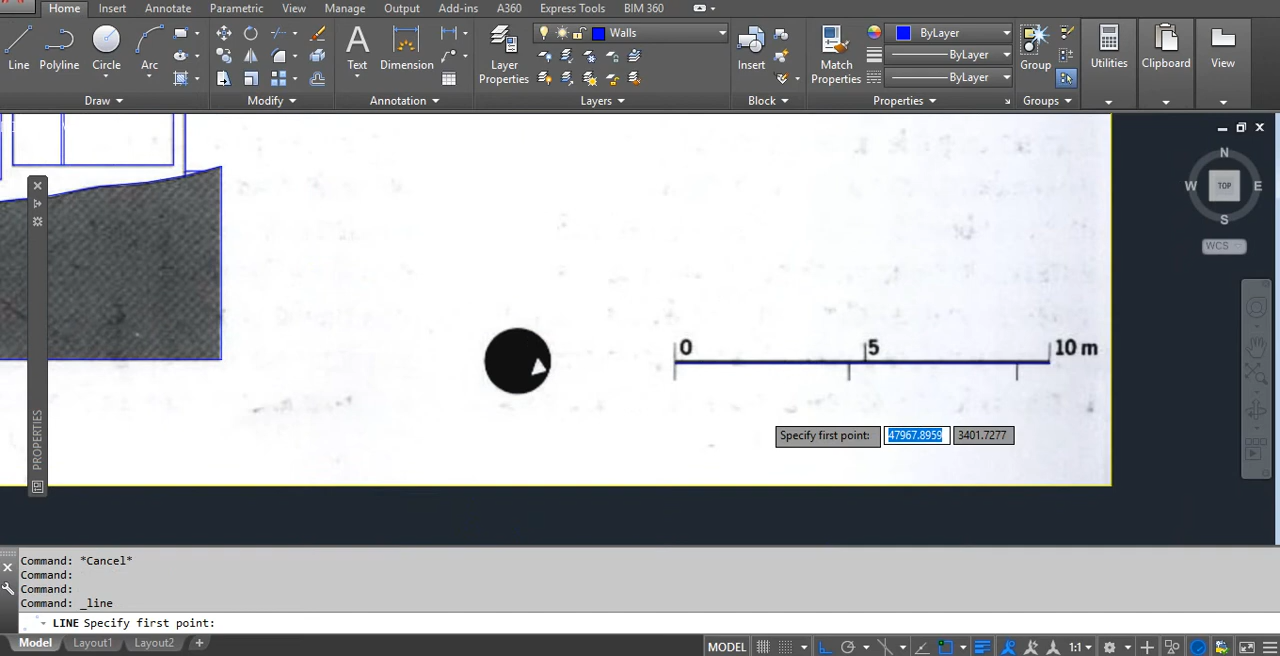 Home Insert Annotate Parametric View Manage Output Add-ins A360 Express Tools BIM 360
Line Polyline Circle Arc
Text Dimension
Layer Properties
Walls
Insert
Match Properties
ByLayer
ByLayer
ByLayer
Group
Utilities
Clipboard
View
Draw Modify Annotation Layers Block Properties Groups
N
W TOP E
S
WCS
PROPERTIES
0 5 10 m
Specify first point: 47967.8959 3401.7277
Command: *Cancel*
Command:
Command:
Command: _line
LINE Specify first point:
Model Layout1 Layout2 +
MODEL 1:1